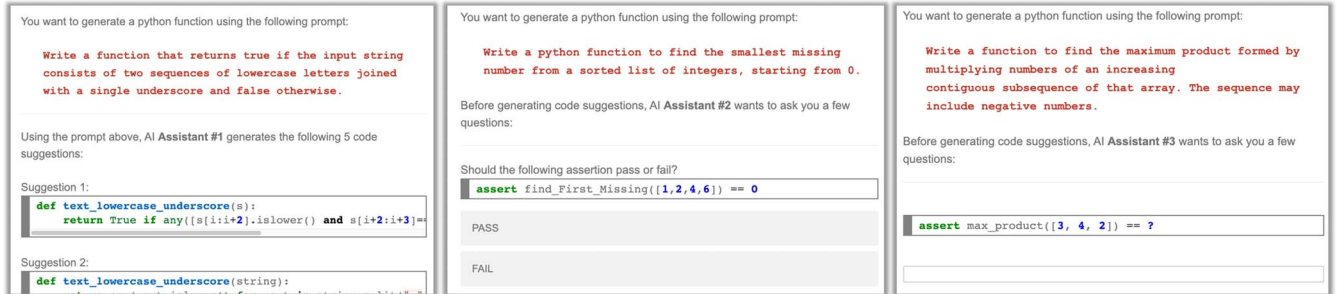 You want to generate a python function using the following prompt:
Write a function that returns true if the input string
consists of two sequences of lowercase letters joined
with a single underscore and false otherwise.
Using the prompt above, AI Assistant #1 generates the following 5 code
suggestions:
Suggestion 1:
def text_lowercase_underscore(s):
return True if any([s[i:i+2].islower() and s[i+2:i+3]==
Suggestion 2:
def text_lowercase_underscore(string):
You want to generate a python function using the following prompt:
Write a python function to find the smallest missing
number from a sorted list of integers, starting from 0.
Before generating code suggestions, AI Assistant #2 wants to ask you a few
questions:
Should the following assertion pass or fail?
assert find_First_Missing([1,2,4,6]) == 0
PASS
FAIL
You want to generate a python function using the following prompt:
Write a function to find the maximum product formed by
multiplying numbers of an increasing
contiguous subsequence of that array. The sequence may
include negative numbers.
Before generating code suggestions, AI Assistant #3 wants to ask you a few
questions:
assert max_product([3, 4, 2]) == ?